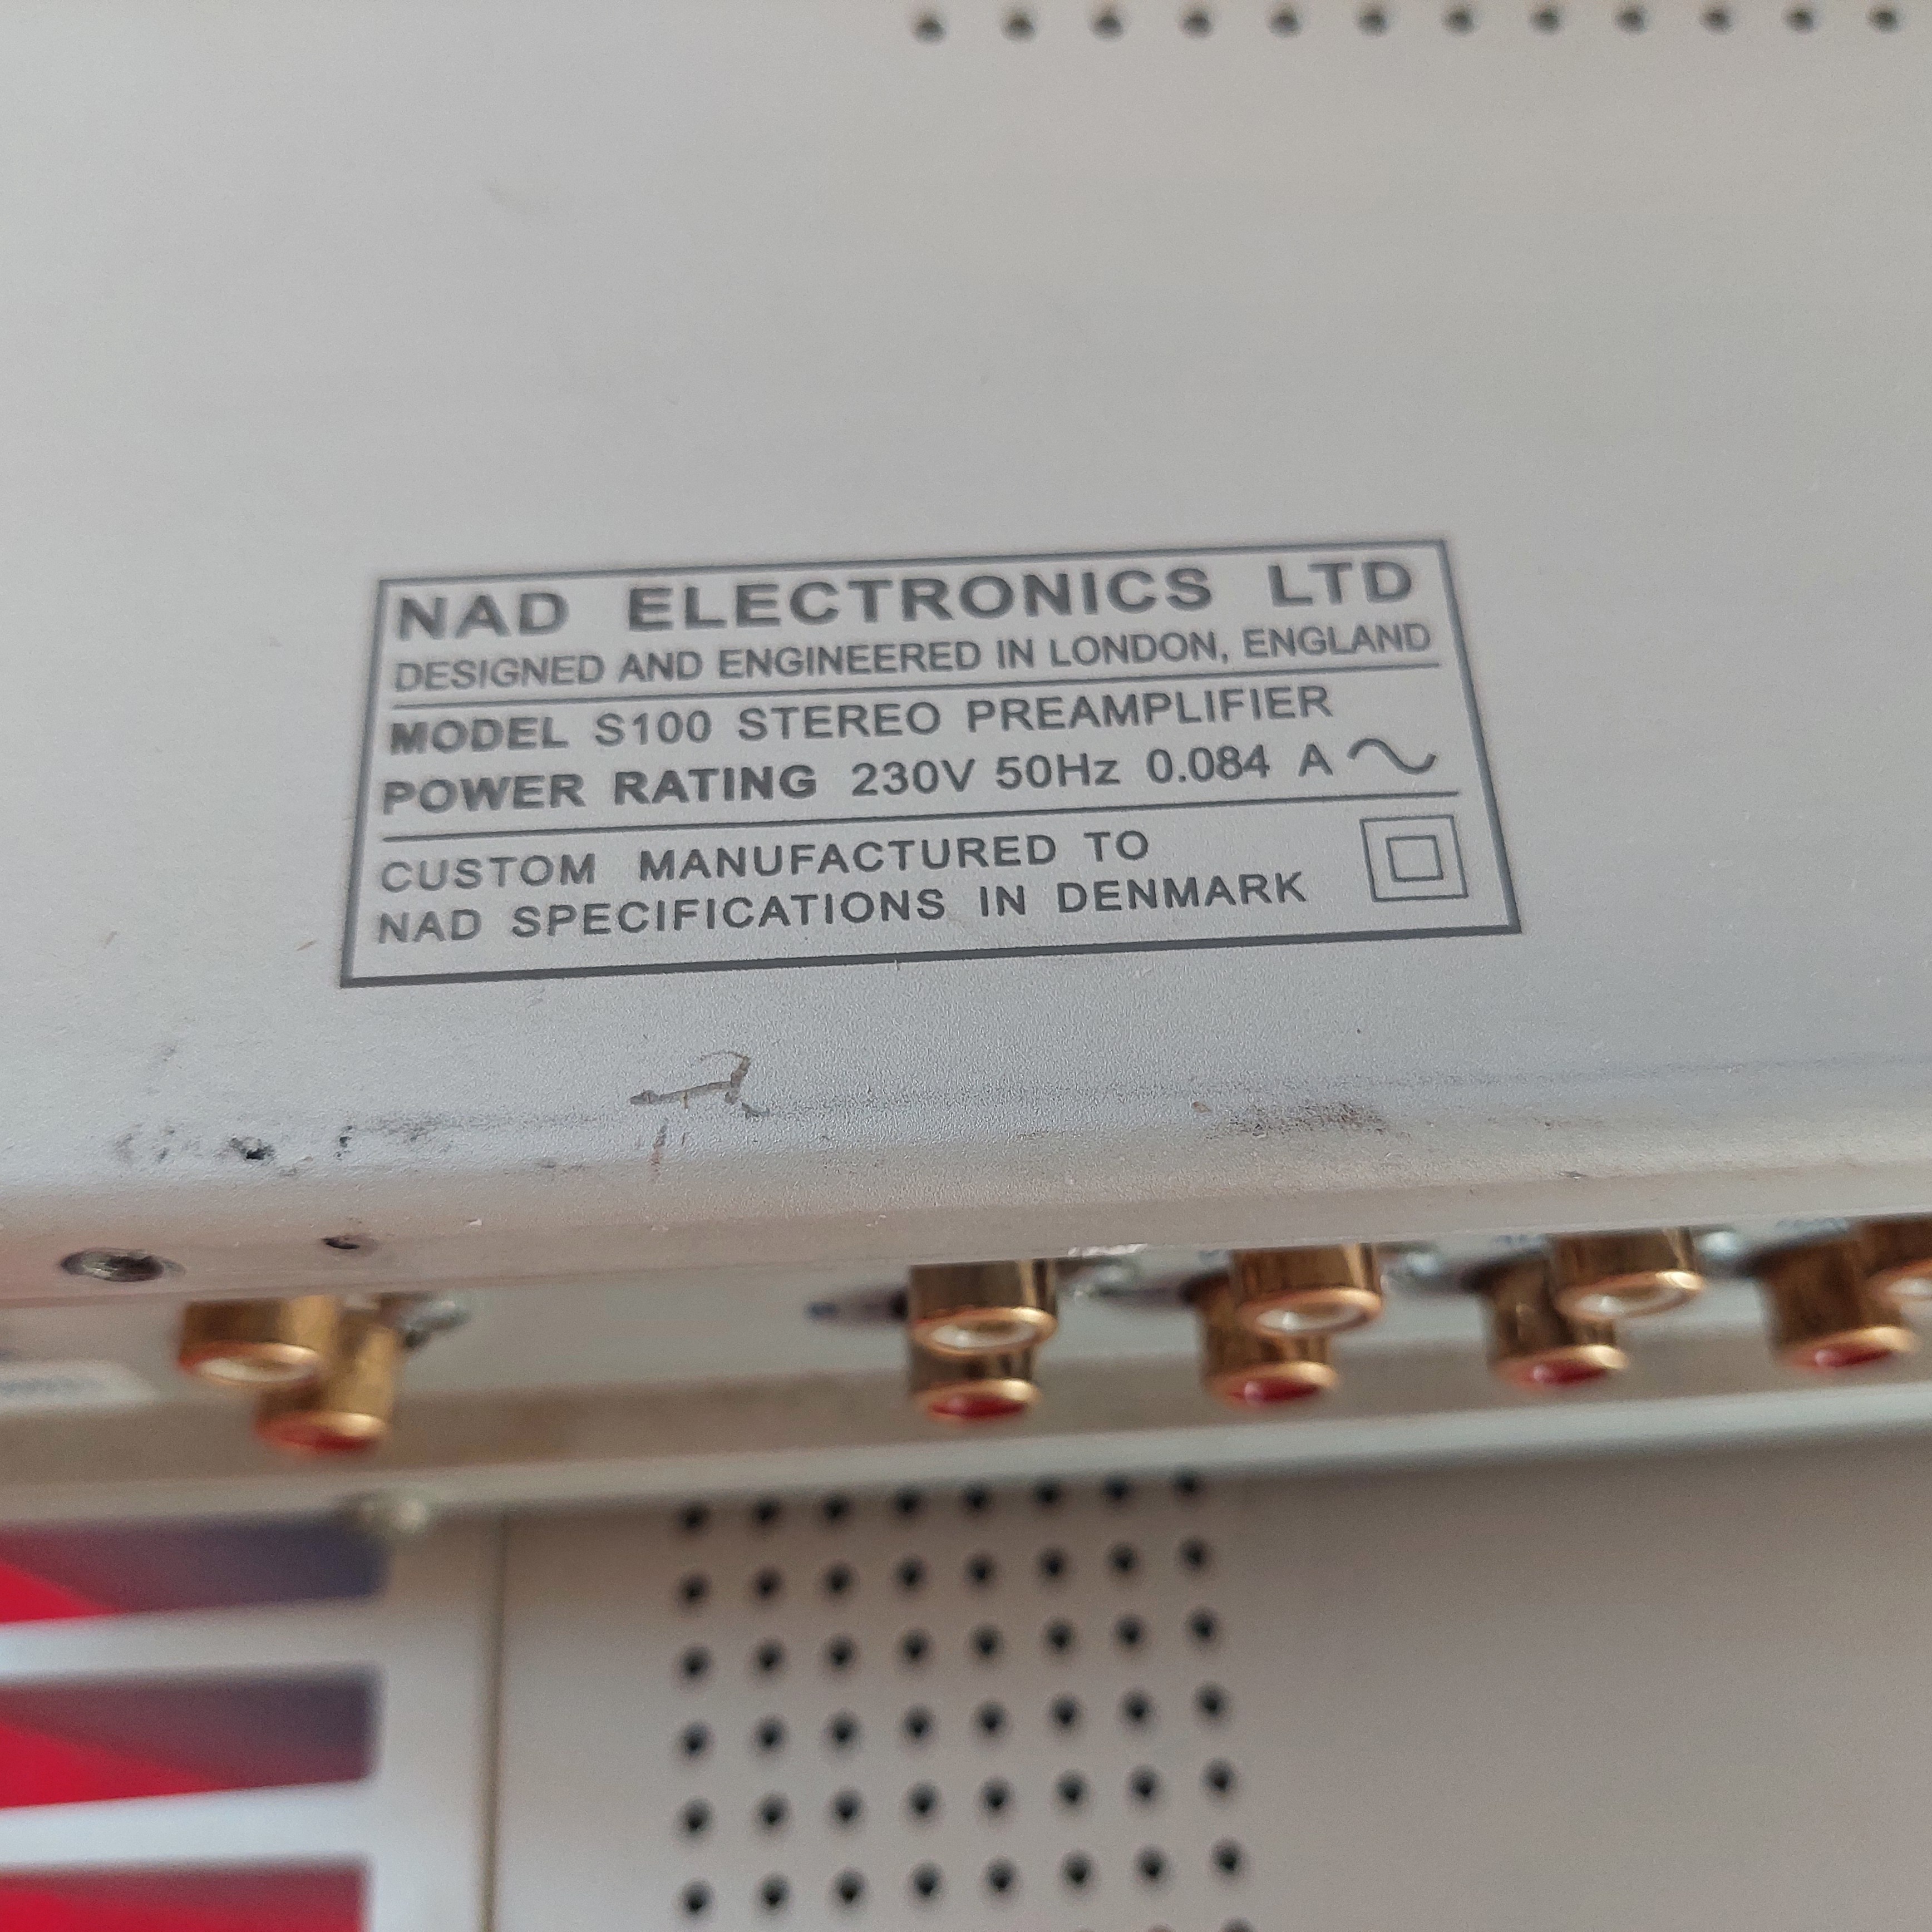 NAD ELECTRONICS LTD
DESIGNED AND ENGINEERED IN LONDON, ENGLAND
MODEL S100 STEREO PREAMPLIFIER
POWER RATING 230V 50Hz 0.084 A ~
CUSTOM MANUFACTURED TO
NAD SPECIFICATIONS IN DENMARK